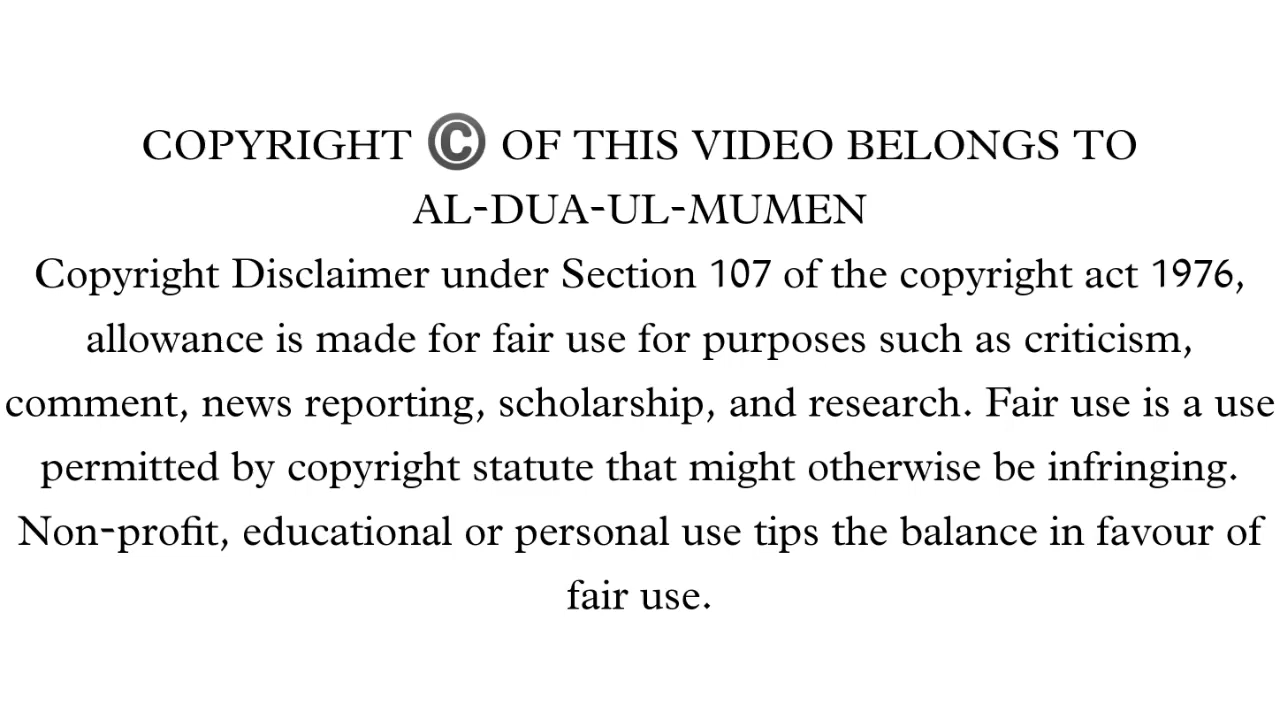 COPYRIGHT © OF THIS VIDEO BELONGS TO
AL-DUA-UL-MUMEN
Copyright Disclaimer under Section 107 of the copyright act 1976,
allowance is made for fair use for purposes such as criticism,
comment, news reporting, scholarship, and research. Fair use is a use
permitted by copyright statute that might otherwise be infringing.
Non-profit, educational or personal use tips the balance in favour of
fair use.